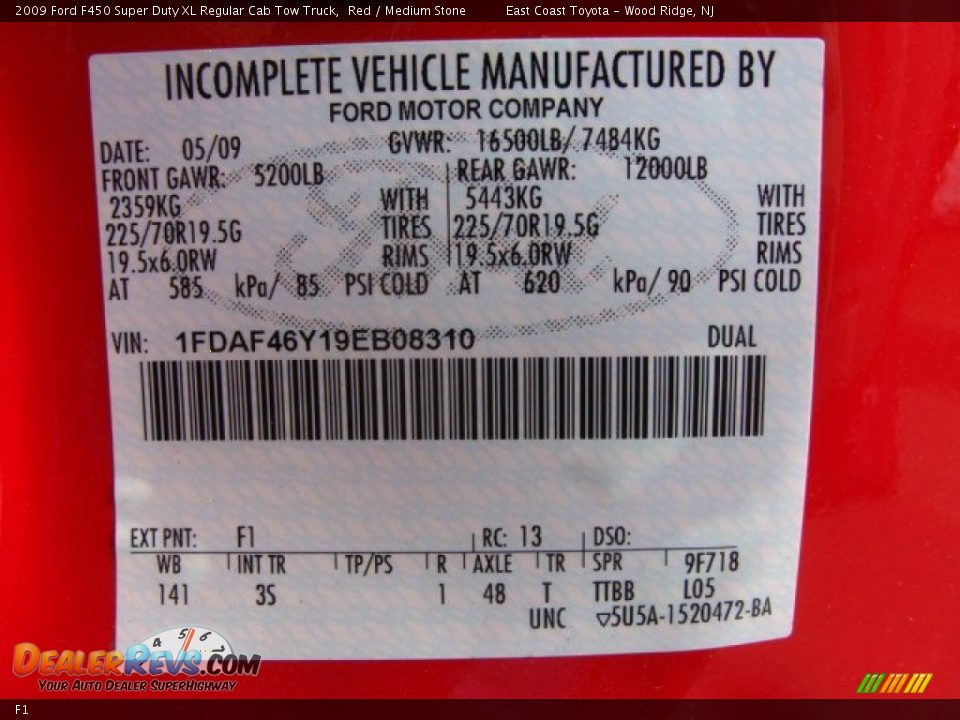 2009 Ford F450 Super Duty XL Regular Cab Tow Truck,  Red / Medium Stone East Coast Toyota - Wood Ridge, NJ
INCOMPLETE VEHICLE MANUFACTURED BY
FORD MOTOR COMPANY
DATE: 05/09 GVWR: 16500LB/ 7484KG
FRONT GAWR: 5200LB REAR GAWR: 12000LB
2359KG WITH 5443KG WITH
225/70R19.5G TIRES 225/70R19.5G TIRES
19.5x6.0RW RIMS 19.5x6.0RW RIMS
AT 585 kPa/ 85 PSI COLD AT 620 kPa/ 90 PSI COLD
VIN: 1FDAF46Y19EB08310 DUAL
EXT PNT: F1 RC: 13 DSO:
WB INT TR TP/PS R AXLE TR SPR 9F718
141 3S 1 48 T TTBB L05
UNC ▽5U5A-1520472-BA
4 5 6 7
DEALERREVS.COM
YOUR AUTO DEALER SUPERHIGHWAY
F1